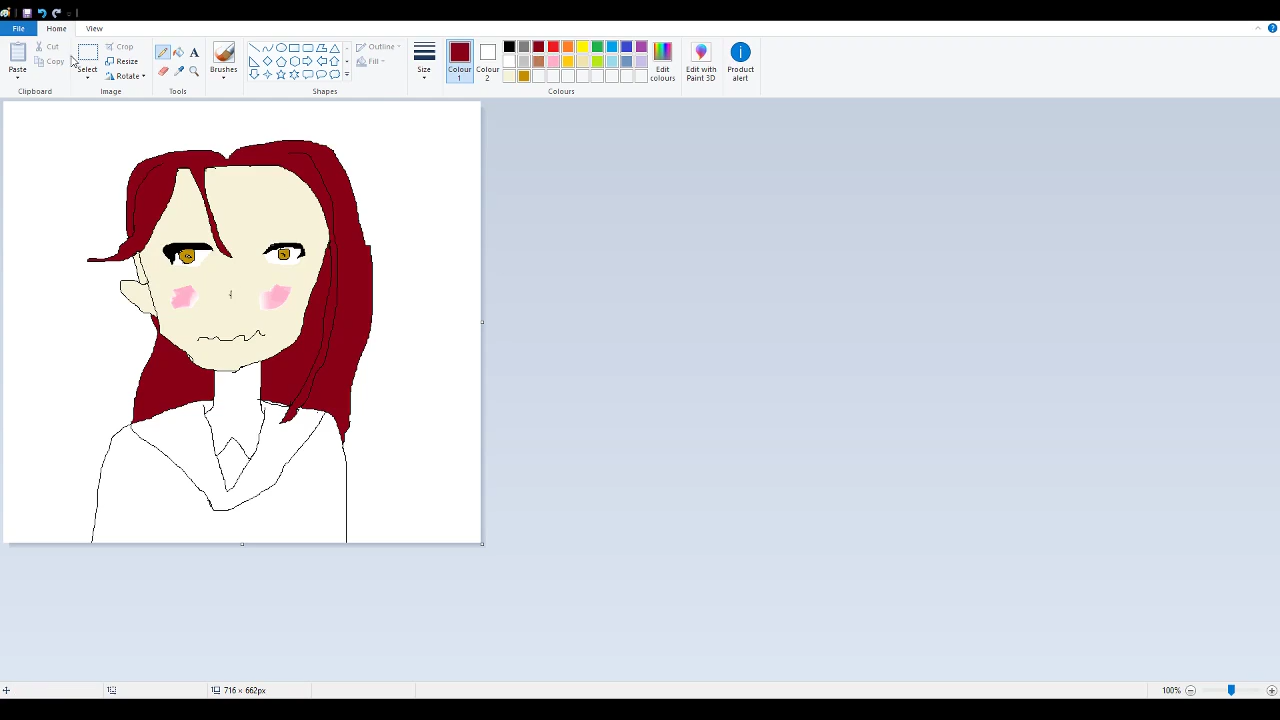 File Home View
Paste Cut Copy Select Crop Resize Rotate A Brushes Outline Fill Size Colour 1 Colour 2 Edit colours Edit with Paint 3D Product alert
Clipboard Image Tools Shapes Colours
716 × 662px 100%